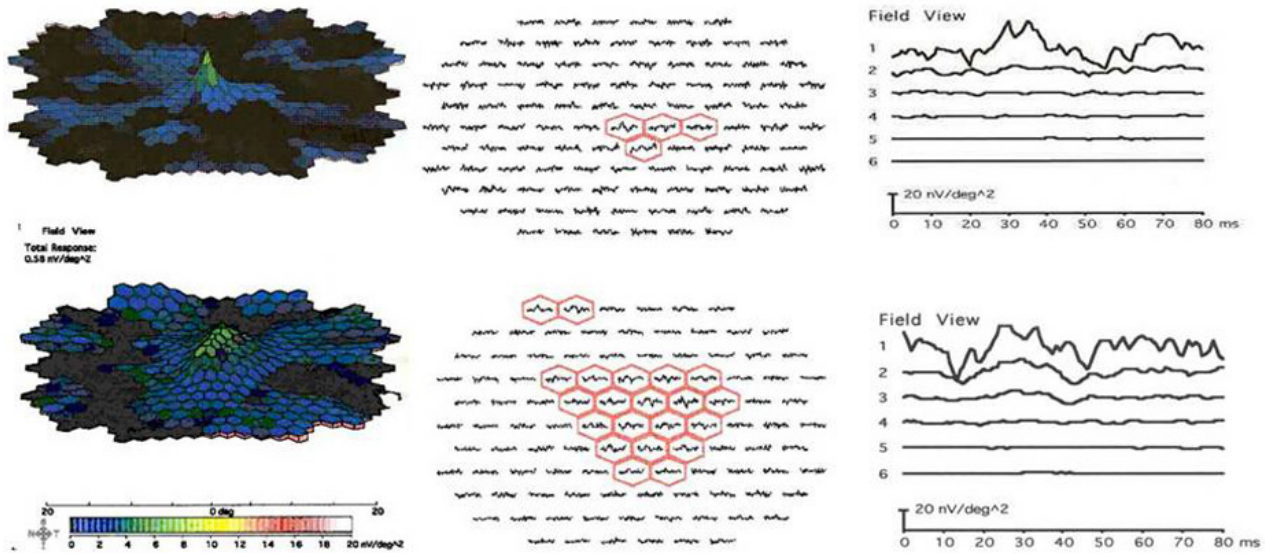 Field View
1
2
3
4
5
6
20 nV/deg^2
0 10 20 30 40 50 60 70 80 ms
Field View
Total Response:
0.58 nV/deg^2
Field View
1
2
3
4
5
6
20 nV/deg^2
0 10 20 30 40 50 60 70 80 ms
20 0 deg 20
N T
0 2 4 6 8 10 12 14 16 18 20 nV/deg^2